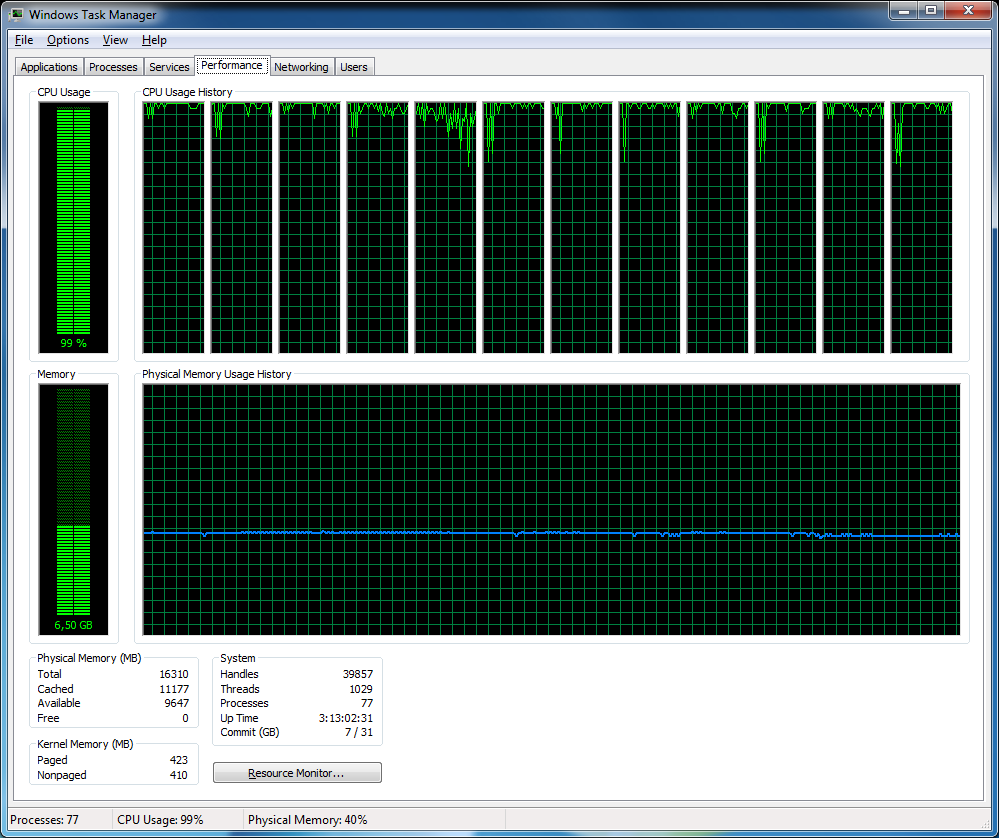 Windows Task Manager
File Options View Help
Applications Processes Services Performance Networking Users
CPU Usage
CPU Usage History
99 %
Memory
Physical Memory Usage History
6,50 GB
Physical Memory (MB)
Total 16310
Cached 11177
Available 9647
Free 0
Kernel Memory (MB)
Paged 423
Nonpaged 410
System
Handles 39857
Threads 1029
Processes 77
Up Time 3:13:02:31
Commit (GB) 7 / 31
Resource Monitor...
Processes: 77 CPU Usage: 99% Physical Memory: 40%